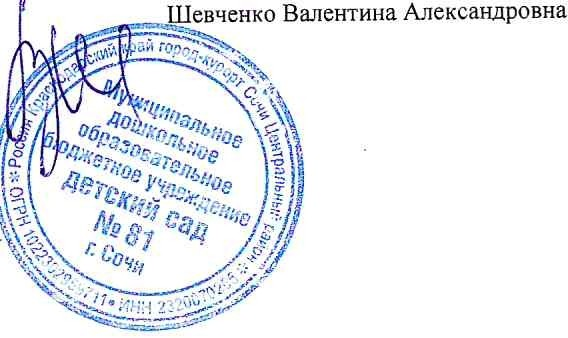 Шевченко Валентина Александровна
Россия Краснодарский край город-курорт Сочи Центральный район
Муниципальное
дошкольное
образовательное
бюджетное учреждение
детский сад
№ 81
г. Сочи
ОГРН
ИНН